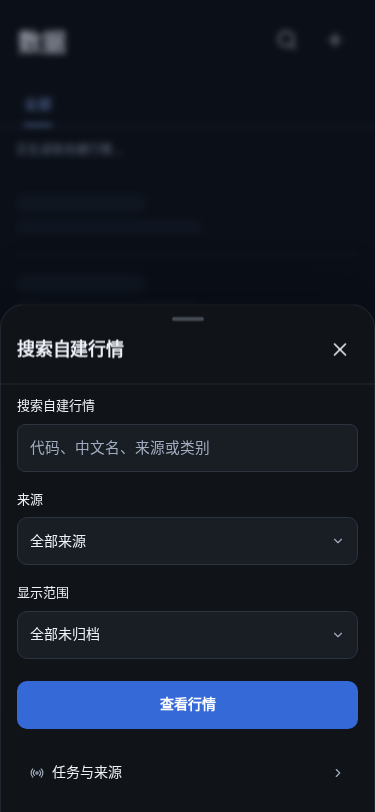 数据
全部
搜索自建行情
搜索自建行情
代码、中文名、来源或类别
来源
全部来源
显示范围
全部未归档
查看行情
任务与来源